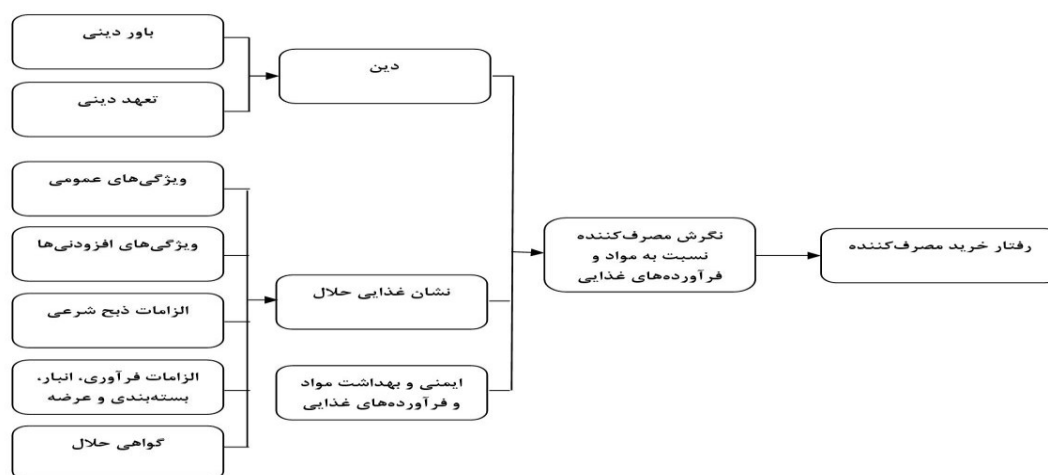 باور دینی
تعهد دینی
دین
ویژگی‌های عمومی
ویژگی‌های افزودنی‌ها
الزامات ذبح شرعی
الزامات فرآوری، انبار،
بسته‌بندی و عرضه
گواهی حلال
نشان غذایی حلال
ایمنی و بهداشت مواد
و فرآورده‌های غذایی
نگرش مصرف‌کننده
نسبت به مواد و
فرآورده‌های غذایی
رفتار خرید مصرف‌کننده